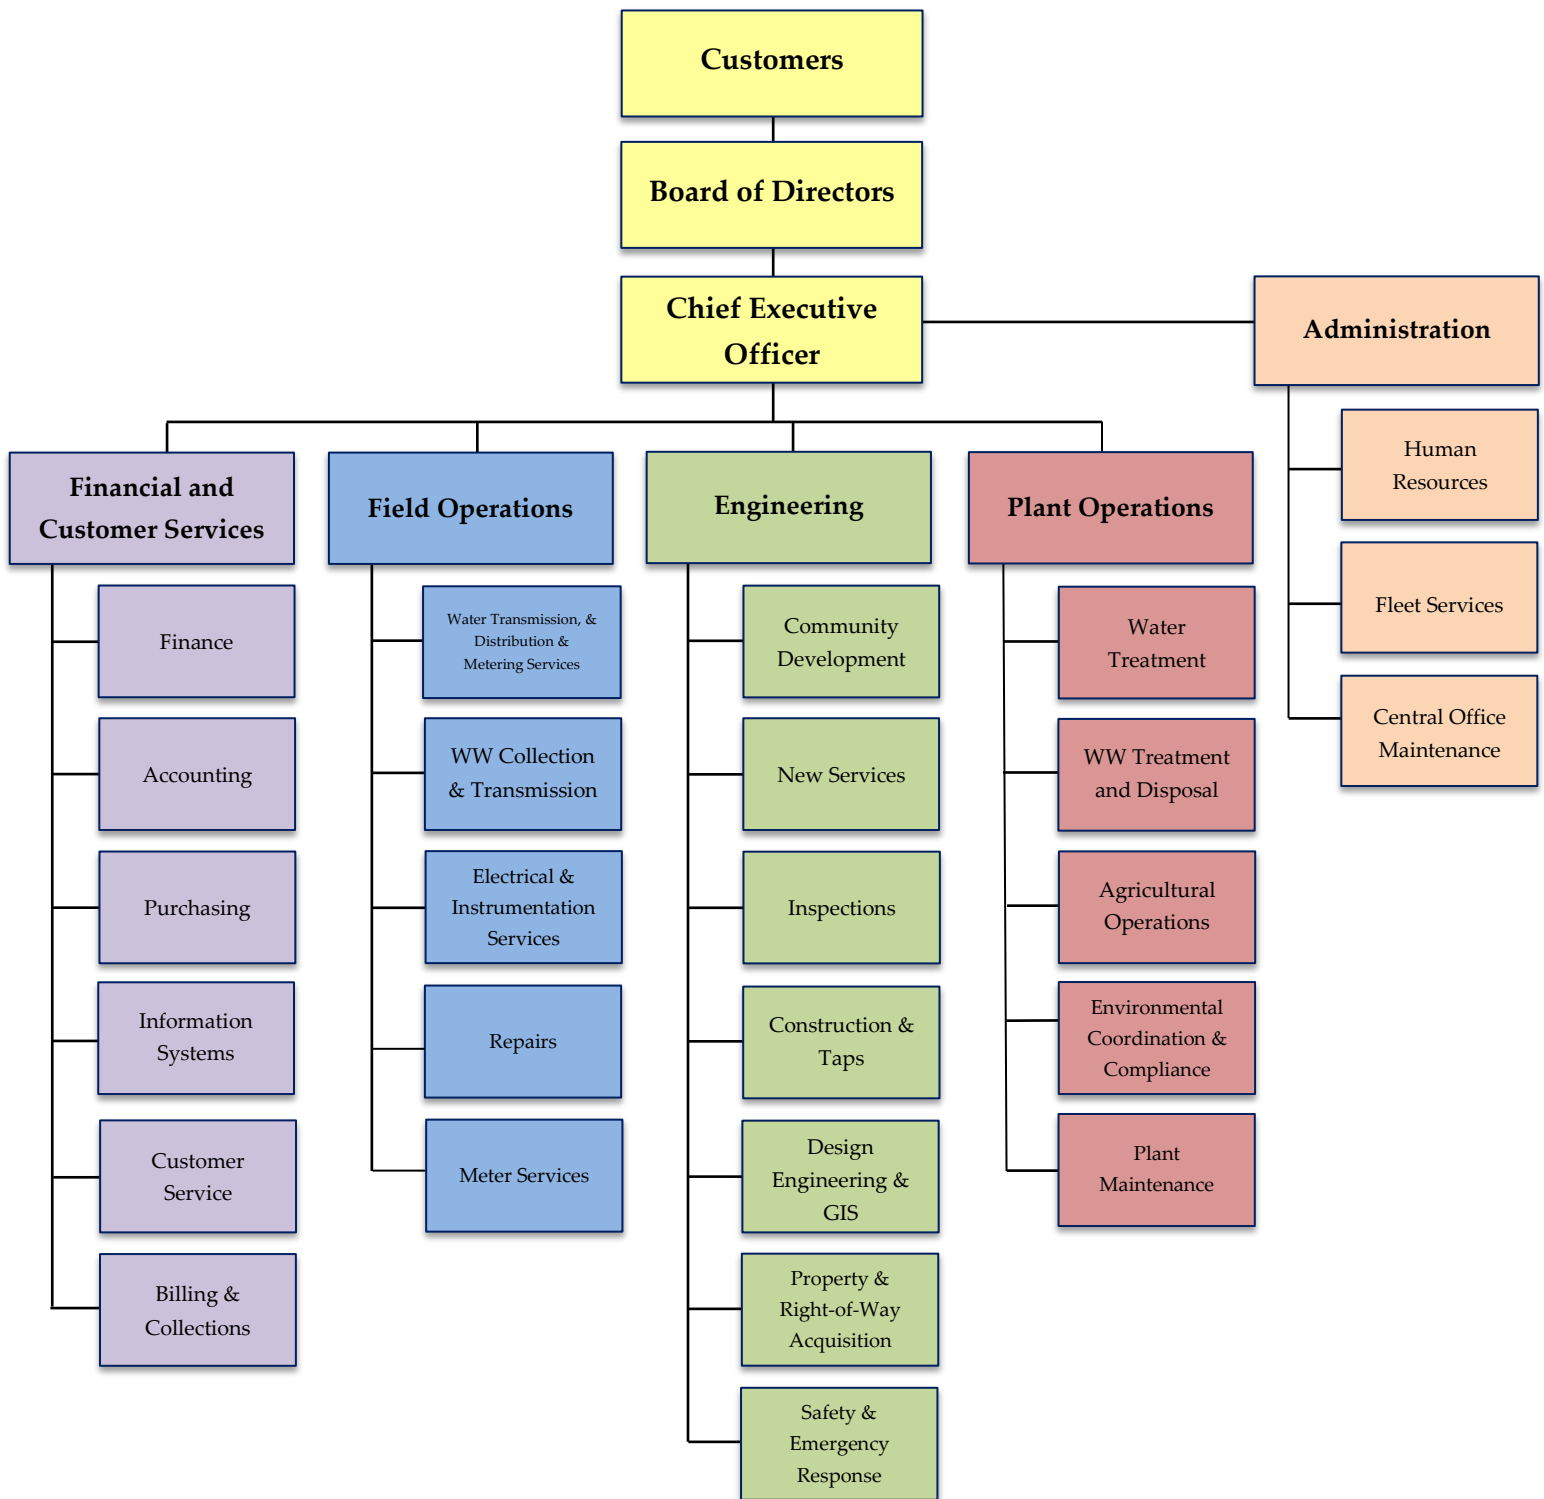 Customers
Board of Directors
Chief Executive
Officer
Administration
Human
Resources
Fleet Services
Central Office
Maintenance
Financial and
Customer Services
Finance
Accounting
Purchasing
Information
Systems
Customer
Service
Billing &
Collections
Field Operations
Water Transmission, &
Distribution &
Metering Services
WW Collection
& Transmission
Electrical &
Instrumentation
Services
Repairs
Meter Services
Engineering
Community
Development
New Services
Inspections
Construction &
Taps
Design
Engineering &
GIS
Property &
Right-of-Way
Acquisition
Safety &
Emergency
Response
Plant Operations
Water
Treatment
WW Treatment
and Disposal
Agricultural
Operations
Environmental
Coordination &
Compliance
Plant
Maintenance